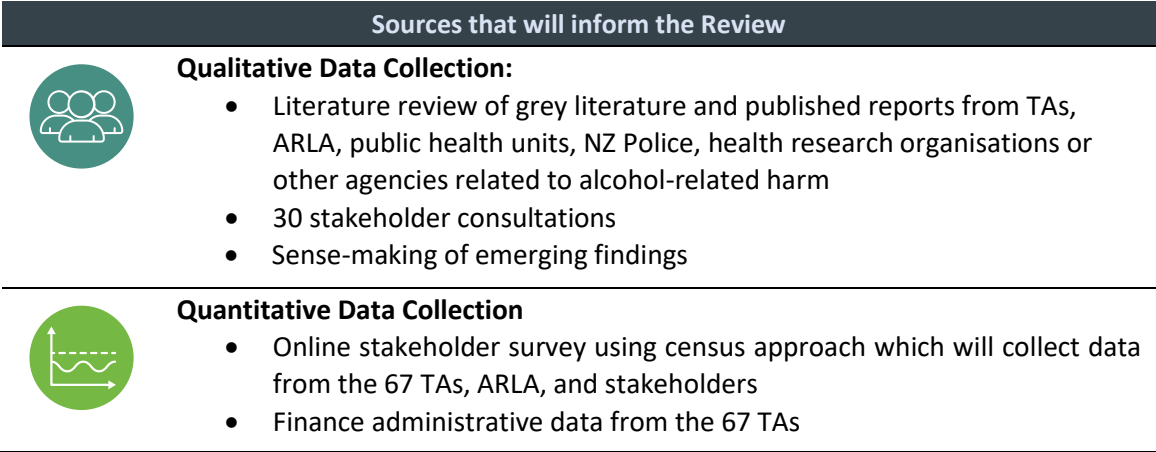 Sources that will inform the Review
Qualitative Data Collection:
• Literature review of grey literature and published reports from TAs,
ARLA, public health units, NZ Police, health research organisations or
other agencies related to alcohol-related harm
• 30 stakeholder consultations
• Sense-making of emerging findings
Quantitative Data Collection
• Online stakeholder survey using census approach which will collect data
from the 67 TAs, ARLA, and stakeholders
• Finance administrative data from the 67 TAs